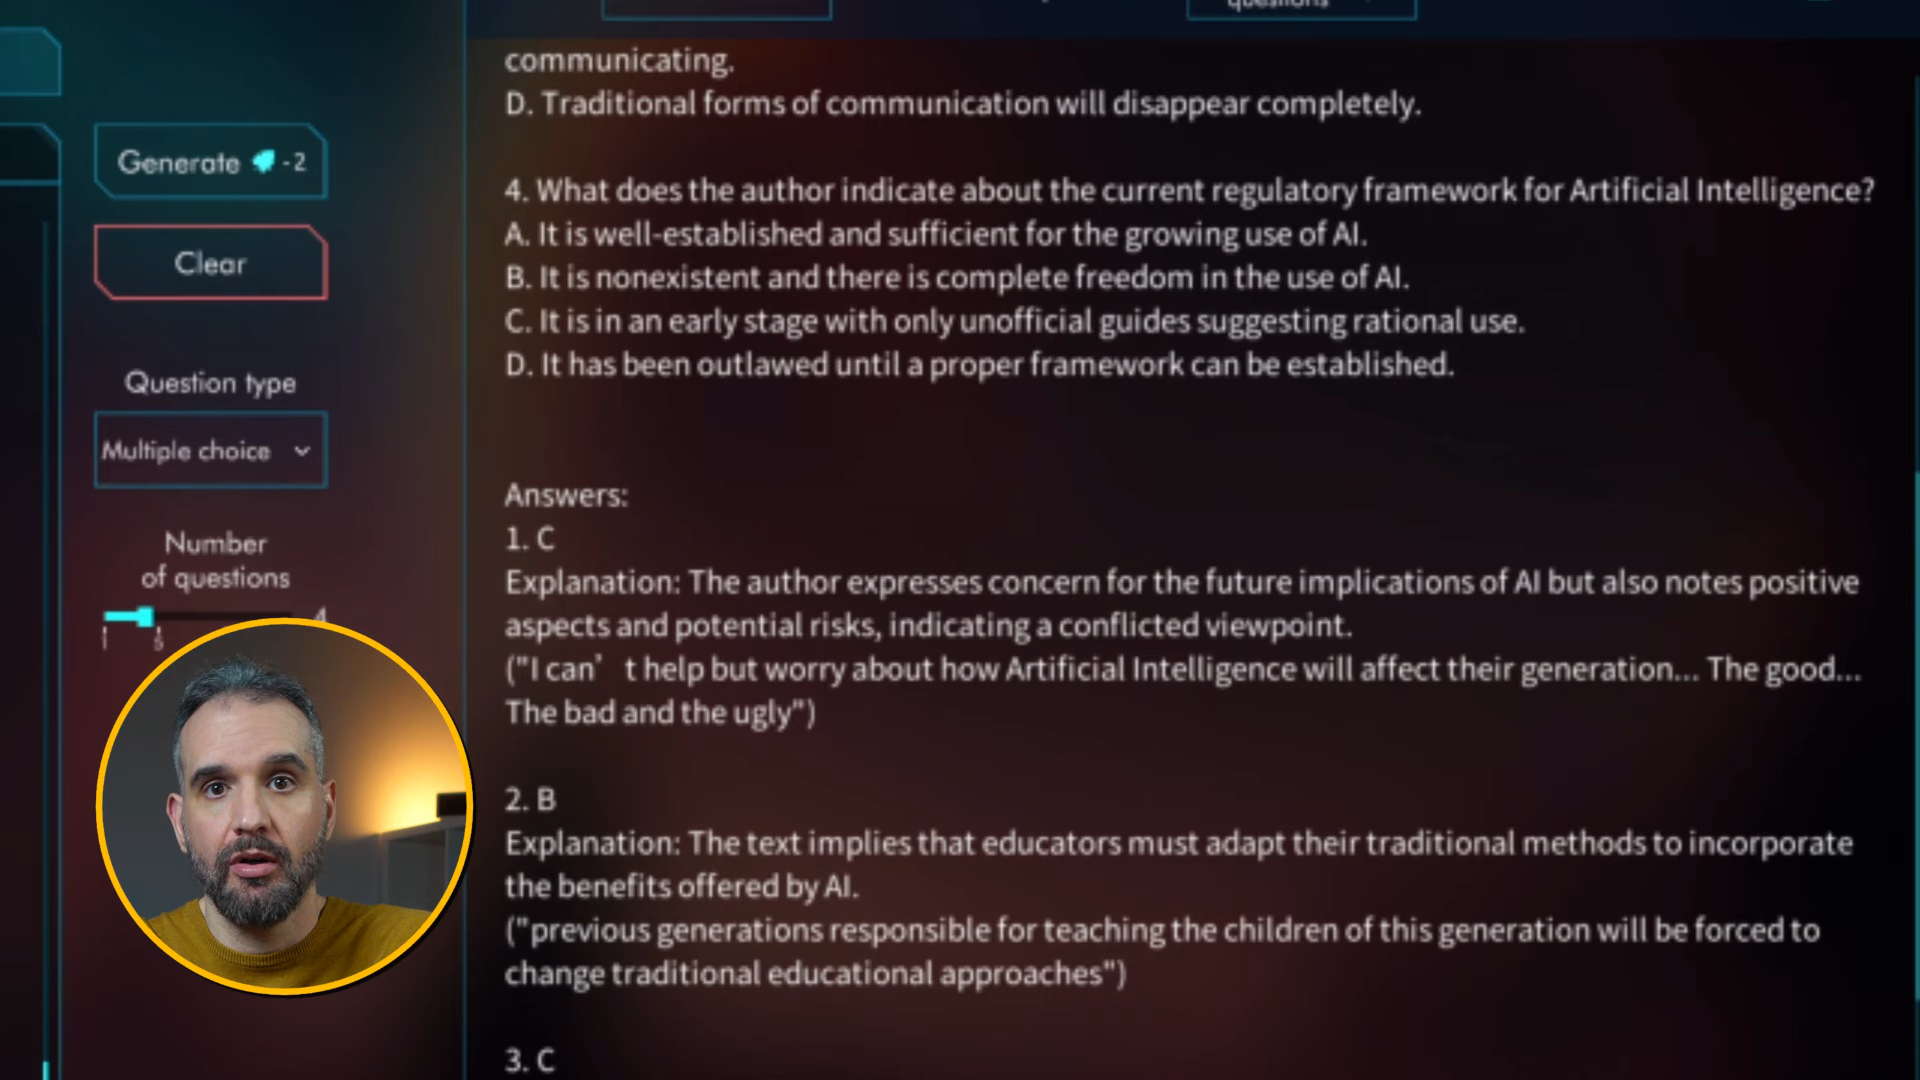 questions
communicating.
D. Traditional forms of communication will disappear completely.
Generate -2
4. What does the author indicate about the current regulatory framework for Artificial Intelligence?
A. It is well-established and sufficient for the growing use of AI.
Clear
B. It is nonexistent and there is complete freedom in the use of AI.
C. It is in an early stage with only unofficial guides suggesting rational use.
D. It has been outlawed until a proper framework can be established.
Question type
Multiple choice
Answers:
1. C
Number
of questions
4
1
5
Explanation: The author expresses concern for the future implications of AI but also notes positive
aspects and potential risks, indicating a conflicted viewpoint.
("I can’ t help but worry about how Artificial Intelligence will affect their generation... The good...
The bad and the ugly")
2. B
Explanation: The text implies that educators must adapt their traditional methods to incorporate
the benefits offered by AI.
("previous generations responsible for teaching the children of this generation will be forced to
change traditional educational approaches")
3. C